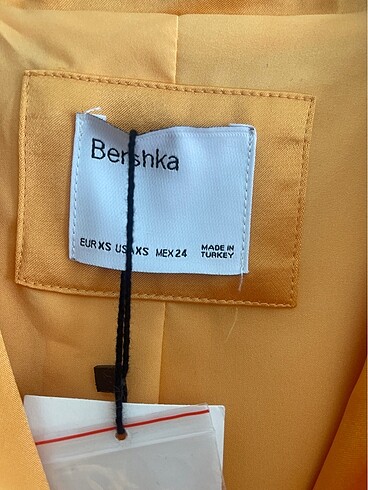 Bershka
EUR XS USA XS MEX 24 MADE IN
TURKEY